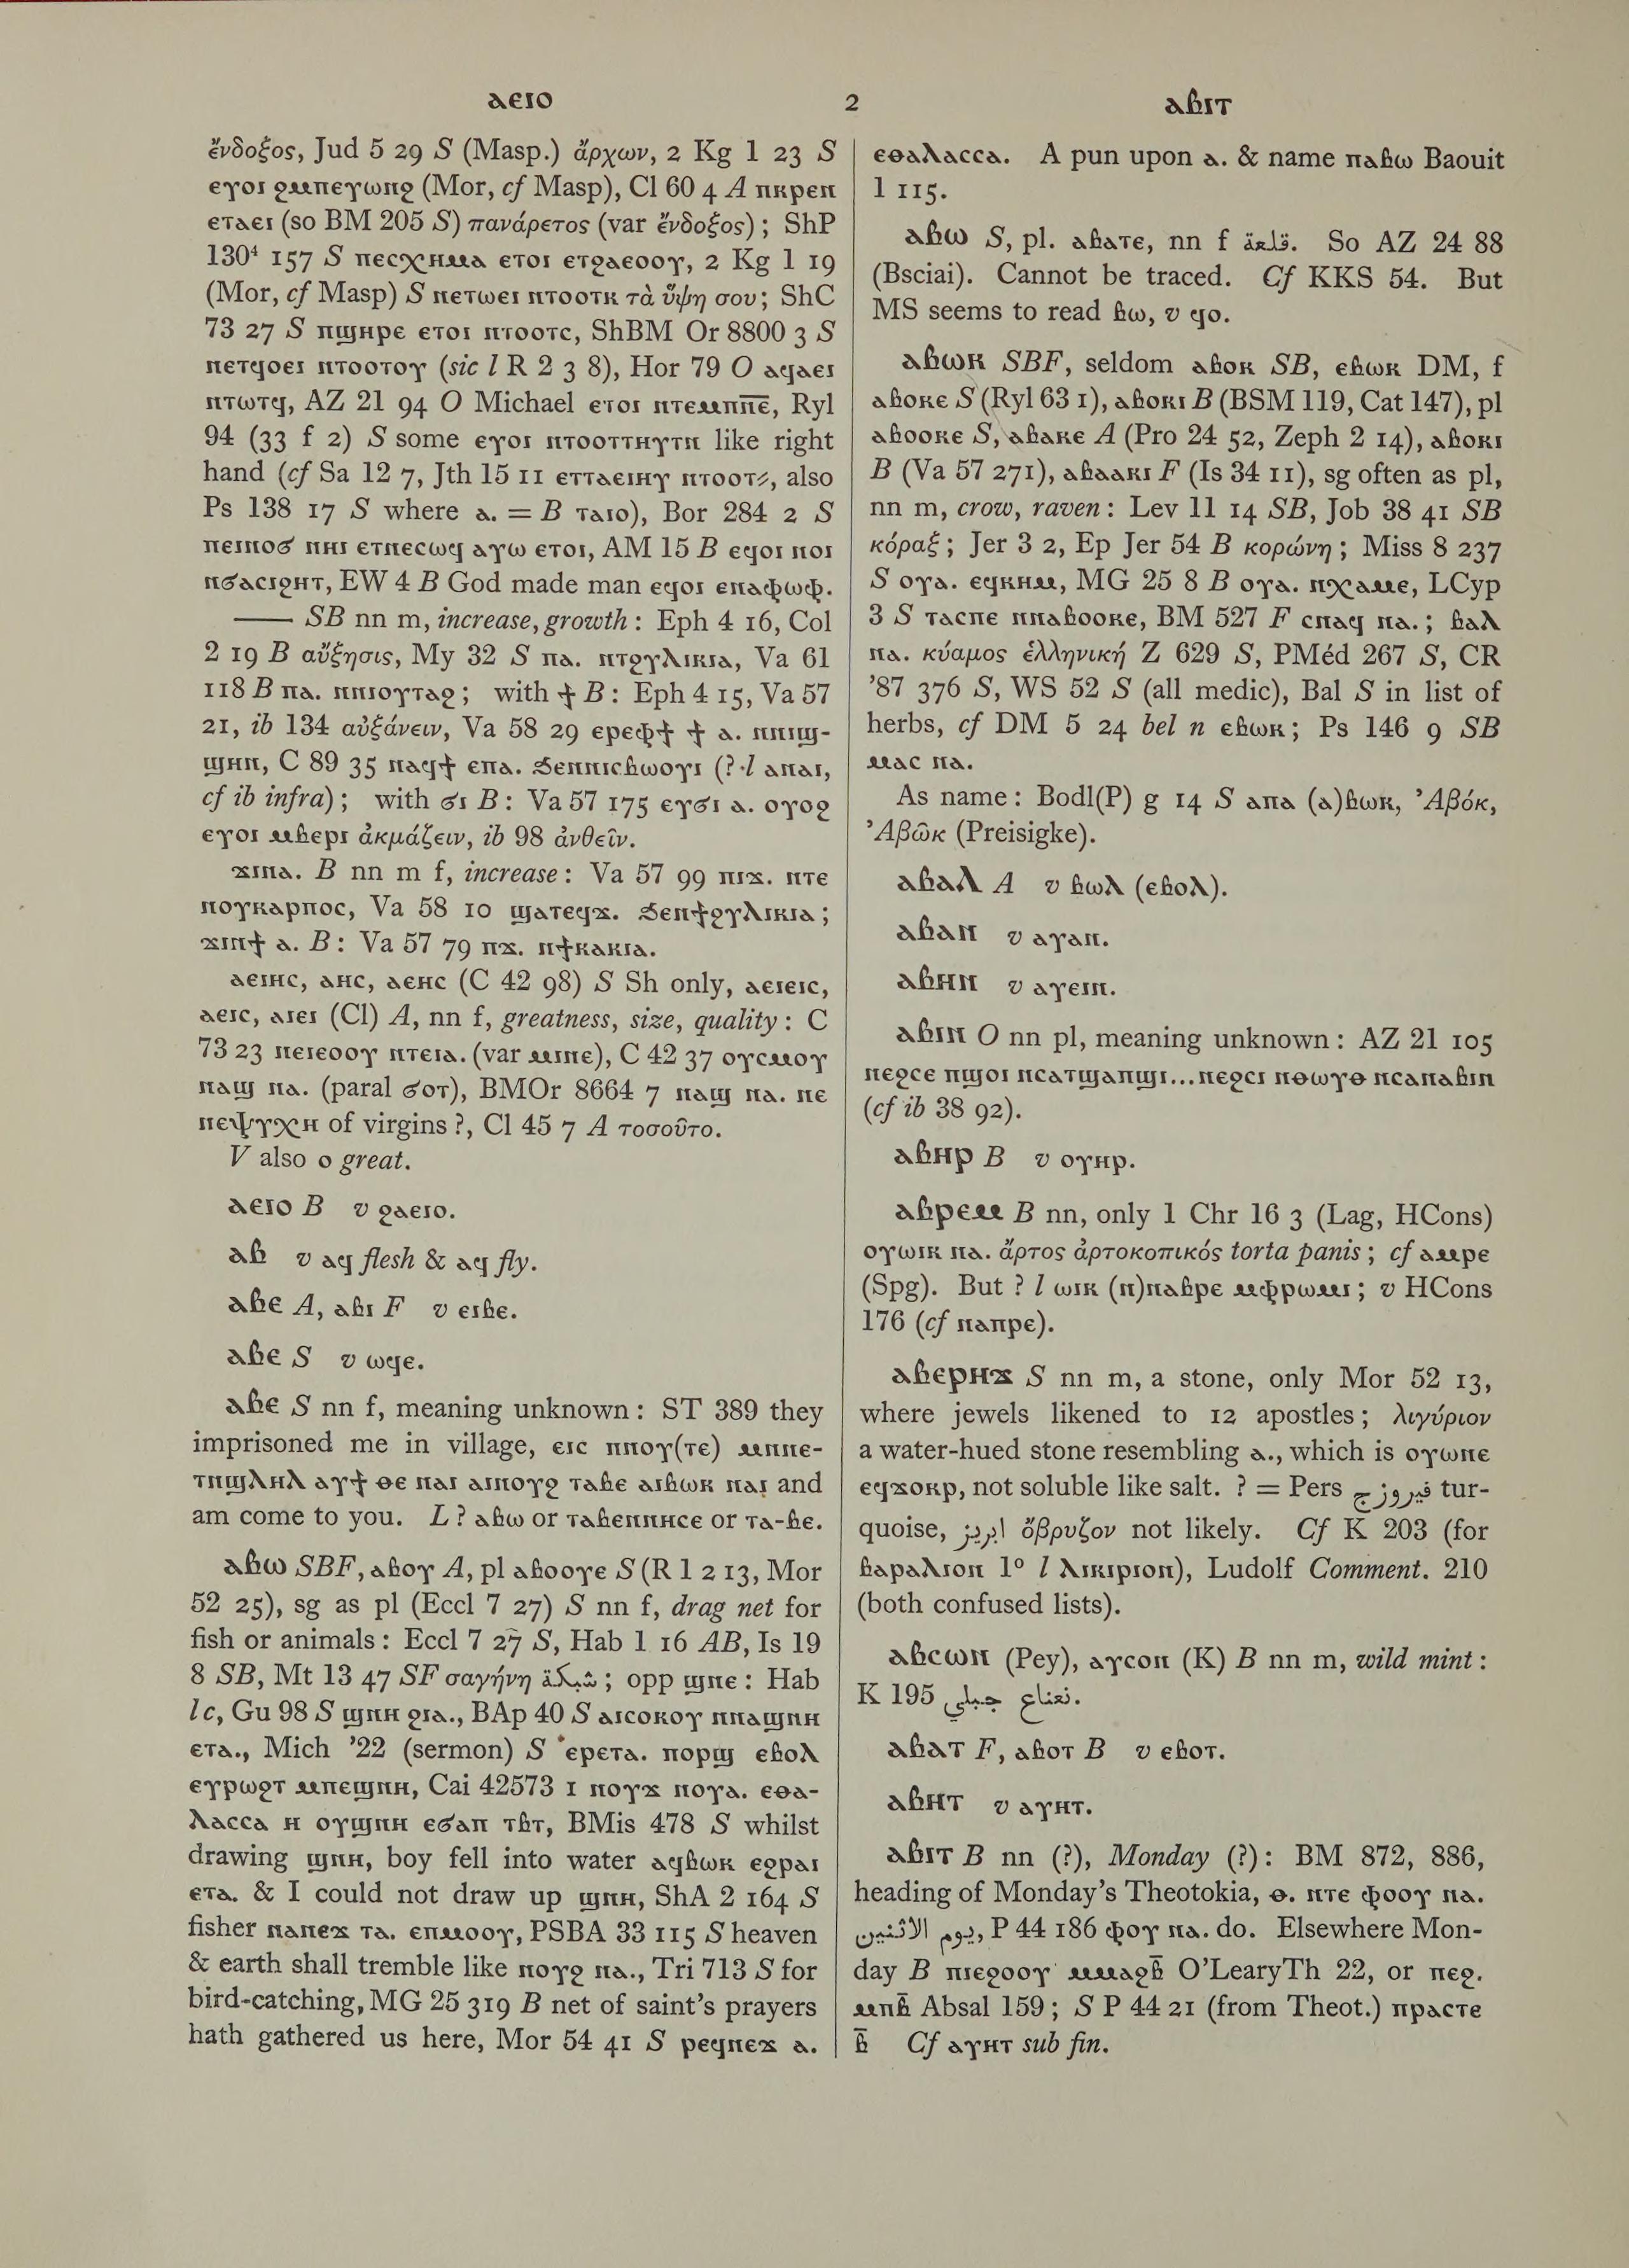 ⲁⲉⲓⲟ 2 ⲁⲃⲓⲧ
ἔνδοξος, Jud 5 29 S (Masp.) ἄρχων, 2 Kg 1 23 S
ⲉⲩⲟⲓ ϩⲙⲡⲉⲩⲱⲛϩ (Mor, cf Masp), Cl 60 4 A ⲡⲕⲣⲉⲛ
ⲉⲧⲁⲉⲓ (so BM 205 S) πανάρετος (var ἔνδοξος); ShP
130⁴ 157 S ⲡⲉⲥⲭⲏⲙⲁ ⲉⲧⲟⲓ ⲉⲧϩⲁⲉⲟⲟⲩ, 2 Kg 1 19
(Mor, cf Masp) S ⲡⲉⲧⲱⲉⲓ ⲛⲧⲟⲟⲧⲕ τὰ ὕψη σου; ShC
73 27 S ⲡϣⲏⲣⲉ ⲉⲧⲟⲓ ⲛⲧⲟⲟⲧⲥ, ShBM Or 8800 3 S
ⲡⲉⲧϥⲟⲉⲓ ⲛⲧⲟⲟⲧⲟⲩ (sic l R 2 3 8), Hor 79 O ⲁϥⲁⲉⲓ
ⲛⲧⲱⲧϥ, AZ 21 94 O Michael ⲉⲧⲟⲓ ⲛⲧⲉⲙⲛⲡ̅ⲉ̅, Ryl
94 (33 f 2) S some ⲉⲩⲟⲓ ⲛⲧⲟⲟⲧⲧⲏⲩⲧⲛ like right
hand (cf Sa 12 7, Jth 15 11 ⲉⲧⲧⲁⲉⲓⲏⲩ ⲛⲧⲟⲟⲧ⸗, also
Ps 138 17 S where ⲁ. = B ⲧⲁⲓⲟ), Bor 284 2 S
ⲡⲉⲓⲛⲟϭ ⲛⲏⲓ ⲉⲧⲛⲉⲥⲱϥ ⲁⲩⲱ ⲉⲧⲟⲓ, AM 15 B ⲉϥⲟⲓ ⲛⲟⲓ
ⲛϭⲁⲥⲓϩⲏⲧ, EW 4 B God made man ⲉϥⲟⲓ ⲉⲛⲁⲫⲱⲫ.
—— SB nn m, increase, growth: Eph 4 16, Col
2 19 B αὔξησις, My 32 S ⲡⲁ. ⲛⲧϩⲩⲗⲓⲕⲓⲁ, Va 61
118 B ⲡⲁ. ⲛⲛⲓⲟⲩⲧⲁϩ; with ϯ B: Eph 4 15, Va 57
21, ib 134 αὐξάνειν, Va 58 29 ⲉⲣⲉⲫϯ ϯ ⲁ. ⲛⲛⲓϣ-
ϣⲏⲛ, C 89 35 ⲛⲁϥϯ ⲉⲡⲁ. ϧⲉⲛⲛⲓⲥⲃⲱⲟⲩⲓ (? l ⲁⲡⲁⲓ,
cf ib infra); with ϭⲓ B: Va 57 175 ⲉⲩϭⲓ ⲁ. ⲟⲩⲟϩ
ⲉⲩⲟⲓ ⲙⲃⲉⲣⲓ ἀκμάζειν, ib 98 ἀνθεῖν.
ϫⲓⲛⲁ. B nn m f, increase: Va 57 99 ⲡⲓϫ. ⲛⲧⲉ
ⲡⲟⲩⲕⲁⲣⲡⲟⲥ, Va 58 10 ϣⲁⲧⲉϥϫ. ϧⲉⲛϯϩⲩⲗⲓⲕⲓⲁ;
ϫⲓⲛϯ ⲁ. B: Va 57 79 ⲡϫ. ⲛϯⲕⲁⲕⲓⲁ.
ⲁⲉⲓⲏⲥ, ⲁⲏⲥ, ⲁⲉⲏⲥ (C 42 98) S Sh only, ⲁⲉⲓⲉⲓⲥ,
ⲁⲉⲓⲥ, ⲁⲓⲉⲓ (Cl) A, nn f, greatness, size, quality: C
73 23 ⲡⲉⲓⲉⲟⲟⲩ ⲛⲧⲉⲓⲁ. (var ⲙⲓⲛⲉ), C 42 37 ⲟⲩⲥⲙⲟⲩ
ⲛⲁϣ ⲛⲁ. (paral ϭⲟⲧ), BMOr 8664 7 ⲛⲁϣ ⲛⲁ. ⲛⲉ
ⲛⲉⲯⲩⲭⲏ of virgins ?, Cl 45 7 A τοσοῦτο.
V also ⲟ great.
ⲁⲉⲓⲟ B v ϩⲁⲉⲓⲟ.
ⲁⲃ v ⲁϥ flesh & ⲁϥ fly.
ⲁⲃⲉ A, ⲁⲃⲓ F v ⲉⲓⲃⲉ.
ⲁⲃⲉ S v ⲱϥⲉ.
ⲁⲃⲉ S nn f, meaning unknown: ST 389 they
imprisoned me in village, ⲉⲓⲥ ⲡⲛⲟⲩ(ⲧⲉ) ⲙⲛⲡⲉ-
ⲧⲛϣⲗⲏⲗ ⲁⲩϯ ⲑⲉ ⲛⲁⲓ ⲁⲓⲛⲟⲩϩ ⲧⲁⲃⲉ ⲁⲓⲃⲱⲕ ⲛⲁⲓ and
am come to you. L ? ⲁⲃⲱ or ⲧⲁⲃⲉⲛⲛⲏⲥⲉ or ⲧⲁ-ⲃⲉ.
ⲁⲃⲱ SBF, ⲁⲃⲟⲩ A, pl ⲁⲃⲟⲟⲩⲉ S (R 1 2 13, Mor
52 25), sg as pl (Eccl 7 27) S nn f, drag net for
fish or animals: Eccl 7 27 S, Hab 1 16 AB, Is 19
8 SB, Mt 13 47 SF σαγήνη شبكة; opp ϣⲛⲉ: Hab
l c, Gu 98 S ϣⲛⲏ ϩⲓⲁ., BAp 40 S ⲁⲓⲥⲟⲕⲟⲩ ⲛⲛⲁϣⲛⲏ
ⲉⲧⲁ., Mich ’22 (sermon) S ⲉⲣⲉⲧⲁ. ⲡⲟⲣϣ ⲉⲃⲟⲗ
ⲉⲩⲣⲱϩⲧ ⲙⲡⲉϣⲛⲏ, Cai 42573 1 ⲛⲟⲩϫ ⲛⲟⲩⲁ. ⲉⲑⲁ-
ⲗⲁⲥⲥⲁ ⲏ ⲟⲩϣⲛⲏ ⲉϭⲁⲡ ⲧⲃⲧ, BMis 478 S whilst
drawing ϣⲛⲏ, boy fell into water ⲁϥⲃⲱⲕ ⲉϩⲣⲁⲓ
ⲉⲧⲁ. & I could not draw up ϣⲛⲏ, ShA 2 164 S
fisher ⲛⲁⲛⲉϫ ⲧⲁ. ⲉⲡⲙⲟⲟⲩ, PSBA 33 115 S heaven
& earth shall tremble like ⲛⲟⲩϩ ⲛⲁ., Tri 713 S for
bird-catching, MG 25 319 B net of saint’s prayers
hath gathered us here, Mor 54 41 S ⲣⲉϥⲛⲉϫ ⲁ.
ⲉⲑⲁⲗⲁⲥⲥⲁ. A pun upon ⲁ. & name ⲡⲁⲃⲱ Baouit
1 115.
ⲁⲃⲱ S, pl. ⲁⲃⲁⲧⲉ, nn f قلعة. So AZ 24 88
(Bsciai). Cannot be traced. Cf KKS 54. But
MS seems to read ⲃⲱ, v ϥⲟ.
ⲁⲃⲱⲕ SBF, seldom ⲁⲃⲟⲕ SB, ⲉⲃⲱⲕ DM, f
ⲁⲃⲟⲕⲉ S (Ryl 63 1), ⲁⲃⲟⲕⲓ B (BSM 119, Cat 147), pl
ⲁⲃⲟⲟⲕⲉ S, ⲁⲃⲁⲕⲉ A (Pro 24 52, Zeph 2 14), ⲁⲃⲟⲕⲓ
B (Va 57 271), ⲁⲃⲁⲁⲕⲓ F (Is 34 11), sg often as pl,
nn m, crow, raven: Lev 11 14 SB, Job 38 41 SB
κόραξ; Jer 3 2, Ep Jer 54 B κορώνη; Miss 8 237
S ⲟⲩⲁ. ⲉϥⲕⲏⲙ, MG 25 8 B ⲟⲩⲁ. ⲛⲭⲁⲙⲉ, LCyp
3 S ⲧⲁⲥⲡⲉ ⲛⲛⲁⲃⲟⲟⲕⲉ, BM 527 F ⲥⲛⲁϥ ⲛⲁ.; ⲃⲁⲗ
ⲛⲁ. κύαμος ἑλληνική Z 629 S, PMéd 267 S, CR
’87 376 S, WS 52 S (all medic), Bal S in list of
herbs, cf DM 5 24 bel n ⲉⲃⲱⲕ; Ps 146 9 SB
ⲙⲁⲥ ⲛⲁ.
As name: Bodl(P) g 14 S ⲁⲡⲁ (ⲁ)ⲃⲱⲕ, Ἀβόκ,
Ἀβῶκ (Preisigke).
ⲁⲃⲁⲗ A v ⲃⲱⲗ (ⲉⲃⲟⲗ).
ⲁⲃⲁⲛ v ⲁⲩⲁⲛ.
ⲁⲃⲏⲛ v ⲁⲩⲉⲓⲛ.
ⲁⲃⲓⲛ O nn pl, meaning unknown: AZ 21 105
ⲡⲉϩⲥⲉ ⲛϣⲟⲓ ⲛⲥⲁⲧϣⲁⲛϣⲓ...ⲡⲉϩⲥⲓ ⲛⲑⲱⲩⲑ ⲛⲥⲁⲛⲁⲃⲓⲛ
(cf ib 38 92).
ⲁⲃⲏⲣ B v ⲟⲩⲏⲣ.
ⲁⲃⲣⲉⲙ B nn, only 1 Chr 16 3 (Lag, HCons)
ⲟⲩⲱⲓⲕ ⲛⲁ. ἄρτος ἀρτοκοπικός torta panis; cf ⲁⲙⲣⲉ
(Spg). But ? l ⲱⲓⲕ (ⲛ)ⲛⲁⲃⲣⲉ ⲙⲫⲣⲱⲙⲓ; v HCons
176 (cf ⲛⲁⲡⲣⲉ).
ⲁⲃⲉⲣⲏϫ S nn m, a stone, only Mor 52 13,
where jewels likened to 12 apostles; λιγύριον
a water-hued stone resembling ⲁ., which is ⲟⲩⲱⲛⲉ
ⲉϥϫⲟⲕⲣ, not soluble like salt. ? = Pers فيروزج tur-
quoise, ابريز ὄβρυζον not likely. Cf K 203 (for
ⲃⲁⲣⲁⲗⲓⲟⲛ 1º l ⲗⲓⲕⲓⲣⲓⲟⲛ), Ludolf Comment. 210
(both confused lists).
ⲁⲃⲥⲱⲛ (Pey), ⲁⲩⲥⲟⲛ (K) B nn m, wild mint:
K 195 نعناع جبلي.
ⲁⲃⲁⲧ F, ⲁⲃⲟⲧ B v ⲉⲃⲟⲧ.
ⲁⲃⲏⲧ v ⲁⲩⲏⲧ.
ⲁⲃⲓⲧ B nn (?), Monday (?): BM 872, 886,
heading of Monday’s Theotokia, ⲑ. ⲛⲧⲉ ⲫⲟⲟⲩ ⲛⲁ.
يوم الاثنين, P 44 186 ⲫⲟⲩ ⲛⲁ. do. Elsewhere Mon-
day B ⲡⲓⲉϩⲟⲟⲩ ⲙⲙⲁϩⲃ̅ O’LearyTh 22, or ⲡⲉϩ.
ⲙⲡⲃ̅ Absal 159; S P 44 21 (from Theot.) ⲡⲣⲁⲥⲧⲉ
ⲃ̅ Cf ⲁⲩⲏⲧ sub fin.